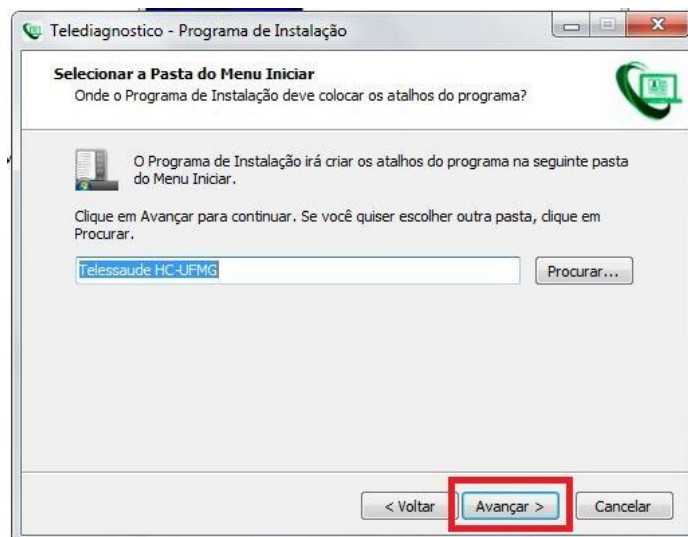 Telediagnostico - Programa de Instalação
Selecionar a Pasta do Menu Iniciar
Onde o Programa de Instalação deve colocar os atalhos do programa?
O Programa de Instalação irá criar os atalhos do programa na seguinte pasta
do Menu Iniciar.
Clique em Avançar para continuar. Se você quiser escolher outra pasta, clique em
Procurar.
Telessaude HC-UFMG
Procurar...
< Voltar
Avançar >
Cancelar